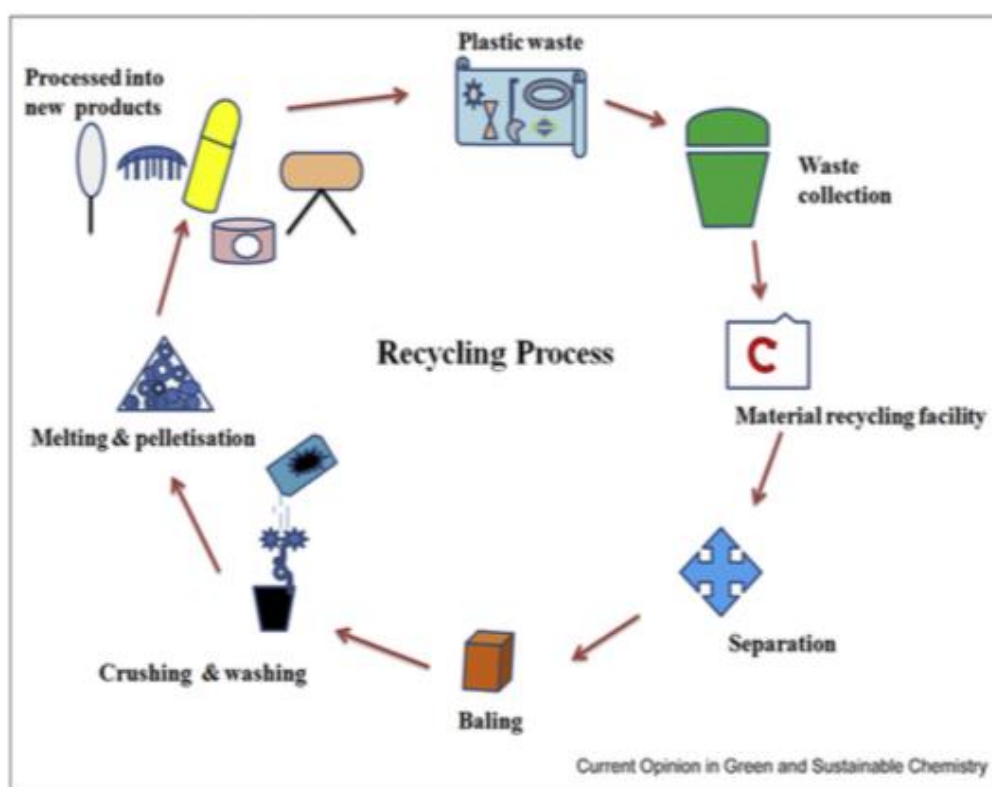 Plastic waste
Processed into
new products
Waste
collection
Recycling Process
C
Material recycling facility
Melting & pelletisation
Separation
Crushing & washing
Baling
Current Opinion in Green and Sustainable Chemistry